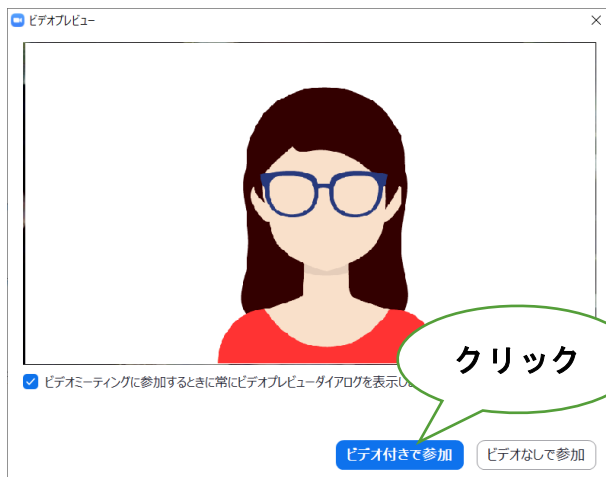 ビデオプレビュー
クリック
ビデオミーティングに参加するときに常にビデオプレビューダイアログを表示し
ビデオ付きで参加
ビデオなしで参加